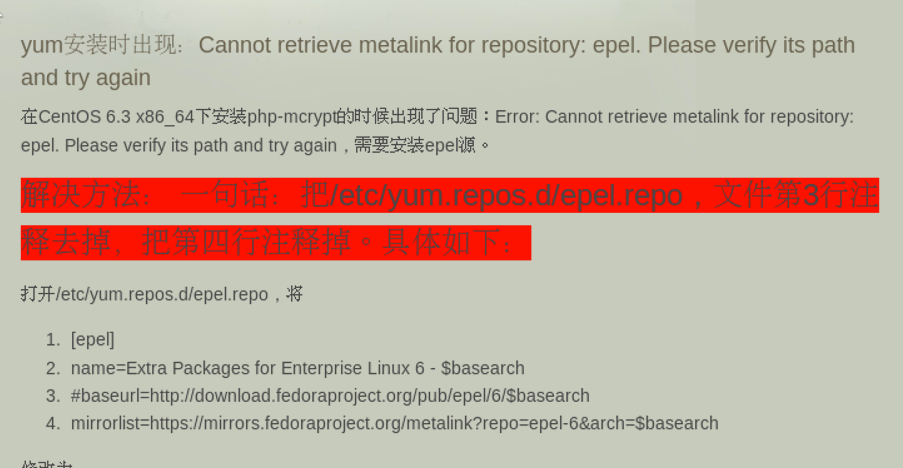 yum安装时出现：Cannot retrieve metalink for repository: epel. Please verify its path
and try again
在CentOS 6.3 x86_64下安装php-mcrypt的时候出现了问题：Error: Cannot retrieve metalink for repository:
epel. Please verify its path and try again，需要安装epel源。
解决方法： 一句话：把/etc/yum.repos.d/epel.repo，文件第3行注
释去掉，把第四行注释掉。具体如下：
打开/etc/yum.repos.d/epel.repo，将
1. [epel]
2. name=Extra Packages for Enterprise Linux 6 - $basearch
3. #baseurl=http://download.fedoraproject.org/pub/epel/6/$basearch
4. mirrorlist=https://mirrors.fedoraproject.org/metalink?repo=epel-6&arch=$basearch
修改为